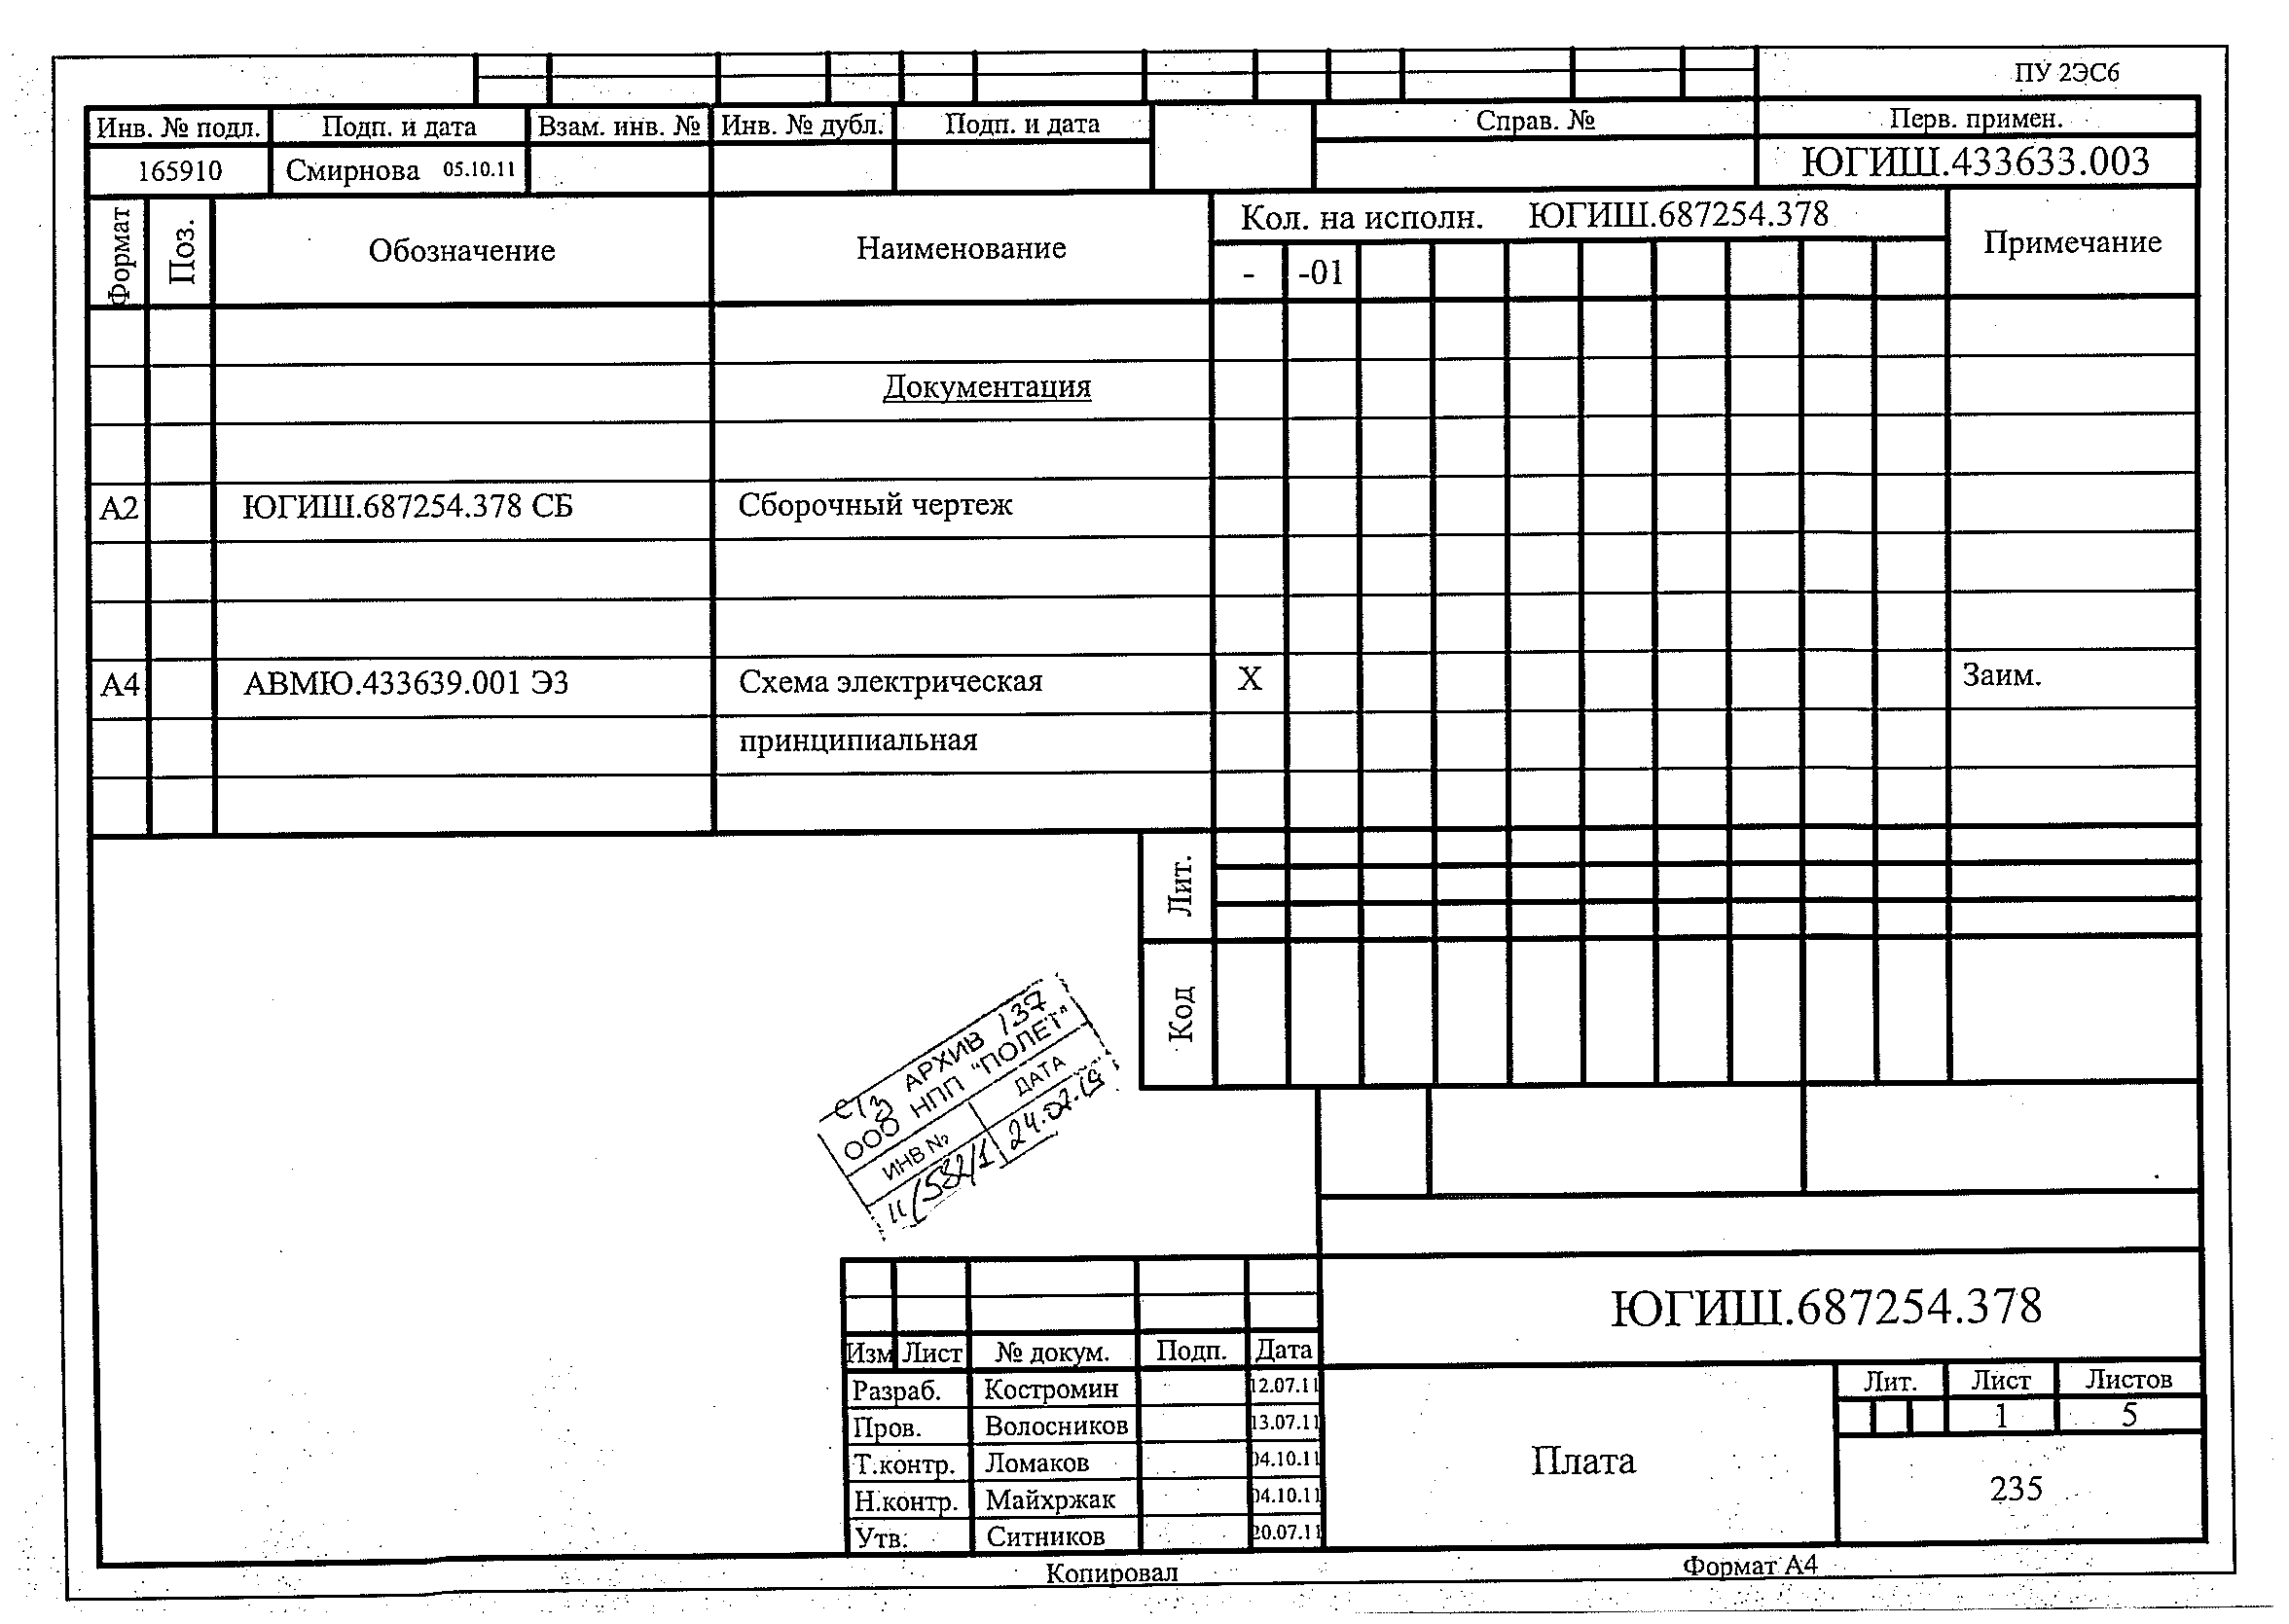 ПУ 2ЭС6
Инв. № подл. Подп. и дата Взам. инв. № Инв. № дубл. Подп. и дата Справ. № Перв. примен.
165910 Смирнова 05.10.11 ЮГИШ.433633.003
Формат Поз. Обозначение Наименование Кол. на исполн. ЮГИШ.687254.378 Примечание
- -01
Документация
А2 ЮГИШ.687254.378 СБ Сборочный чертеж
А4 АВМЮ.433639.001 Э3 Схема электрическая Х Заим.
принципиальная
Лит.
Код
АРХИВ 137
ООО НПП "ПОЛЕТ"
ИНВ № ДАТА
24.02.15
ЮГИШ.687254.378
Изм Лист № докум. Подп. Дата
Разраб. Костромин 12.07.11
Пров. Волосников 13.07.11
Т.контр. Ломаков 04.10.11
Н.контр. Майхржак 04.10.11
Утв. Ситников 20.07.11
Плата
Лит. Лист Листов
1 5
235
Копировал Формат А4